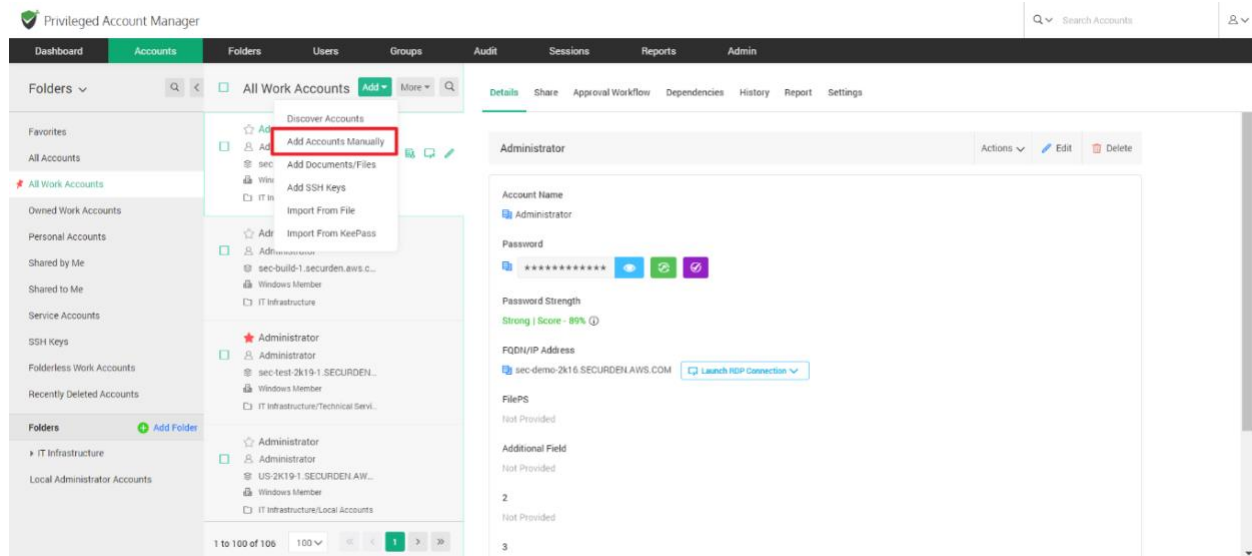 Privileged Account Manager
Search Accounts
Dashboard Accounts Folders Users Groups Audit Sessions Reports Admin
Folders
Favorites
All Accounts
All Work Accounts
Owned Work Accounts
Personal Accounts
Shared by Me
Shared to Me
Service Accounts
SSH Keys
Folderless Work Accounts
Recently Deleted Accounts
Folders Add Folder
IT Infrastructure
Local Administrator Accounts
All Work Accounts Add More
Discover Accounts
Add Accounts Manually
Add Documents/Files
Add SSH Keys
Import From File
Import From KeePass
Ad
Ad
sec
Wind
IT In
Adr
Administrator
sec-build-1.securden.aws.c...
Windows Member
IT Infrastructure
Administrator
Administrator
sec-test-2k19-1.SECURDEN...
Windows Member
IT Infrastructure/Technical Servi..
Administrator
Administrator
US-2K19-1.SECURDEN.AW...
Windows Member
IT Infrastructure/Local Accounts
1 to 100 of 106 100 1
Details Share Approval Workflow Dependencies History Report Settings
Administrator Actions Edit Delete
Account Name
Administrator
Password
************
Password Strength
Strong | Score - 89%
FQDN/IP Address
sec-demo-2k16.SECURDEN.AWS.COM Launch RDP Connection
FilePS
Not Provided
Additional Field
Not Provided
2
Not Provided
3